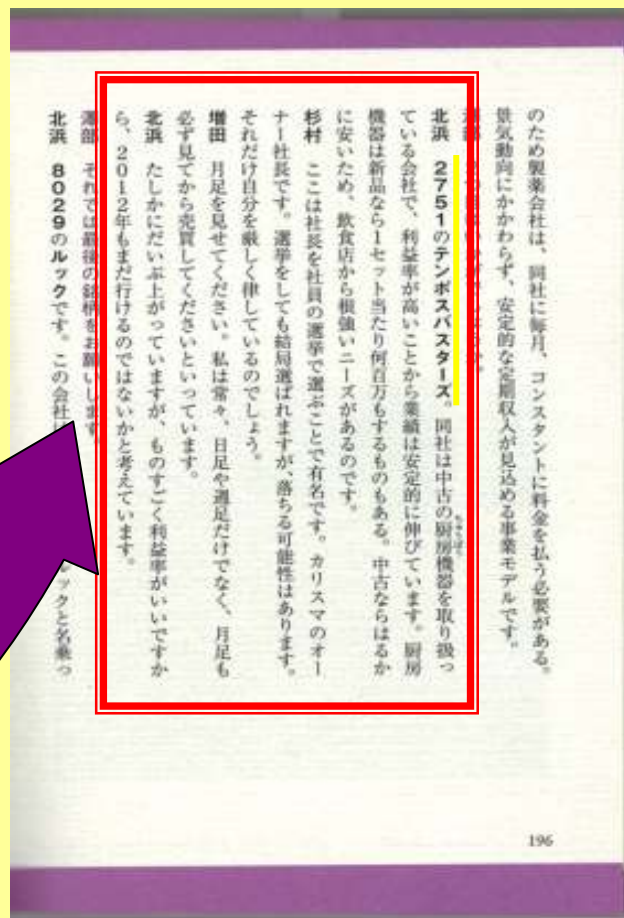 のため製薬会社は、同社に毎月、コンスタントに料金を払う必要がある。
景気動向にかかわらず、安定的な定期収入が見込める事業モデルです。
北浜　2751のテンポスバスターズ。同社は中古の厨房機器を取り扱っ
ている会社で、利益率が高いことから業績は安定的に伸びています。厨房
機器は新品なら1セット当たり何百万もするものもある。中古ならはるか
に安いため、飲食店から根強いニーズがあるのです。
杉村　ここは社長を社員の選挙で選ぶことで有名です。カリスマのオー
ナー社長です。選挙をしても結局選ばれますが、落ちる可能性はあります。
それだけ自分を厳しく律しているのでしょう。
増田　月足を見せてください。私は常々、日足や週足だけでなく、月足も
必ず見てから売買してくださいといっています。
北浜　たしかにだいぶ上がっていますが、ものすごく利益率がいいですか
ら、2012年もまだ行けるのではないかと考えています。
澤部　それでは最後の銘柄をお願いします。
北浜　8029のルックです。この会社は ックと名乗っ
196